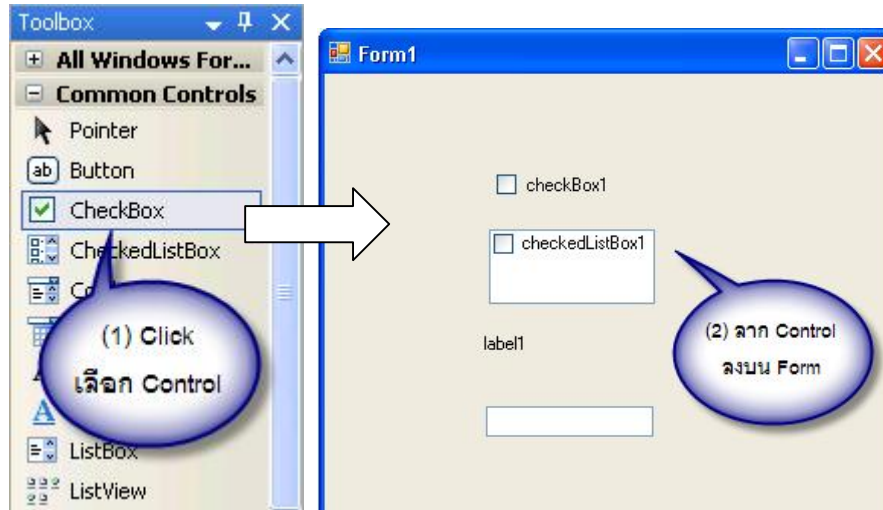 Toolbox
All Windows For...
Common Controls
Pointer
ab Button
CheckBox
CheckedListBox
(1) Click
เลือก Control
A
ListBox
ListView
Form1
checkBox1
checkedListBox1
label1
(2) ลาก Control
ลงบน Form